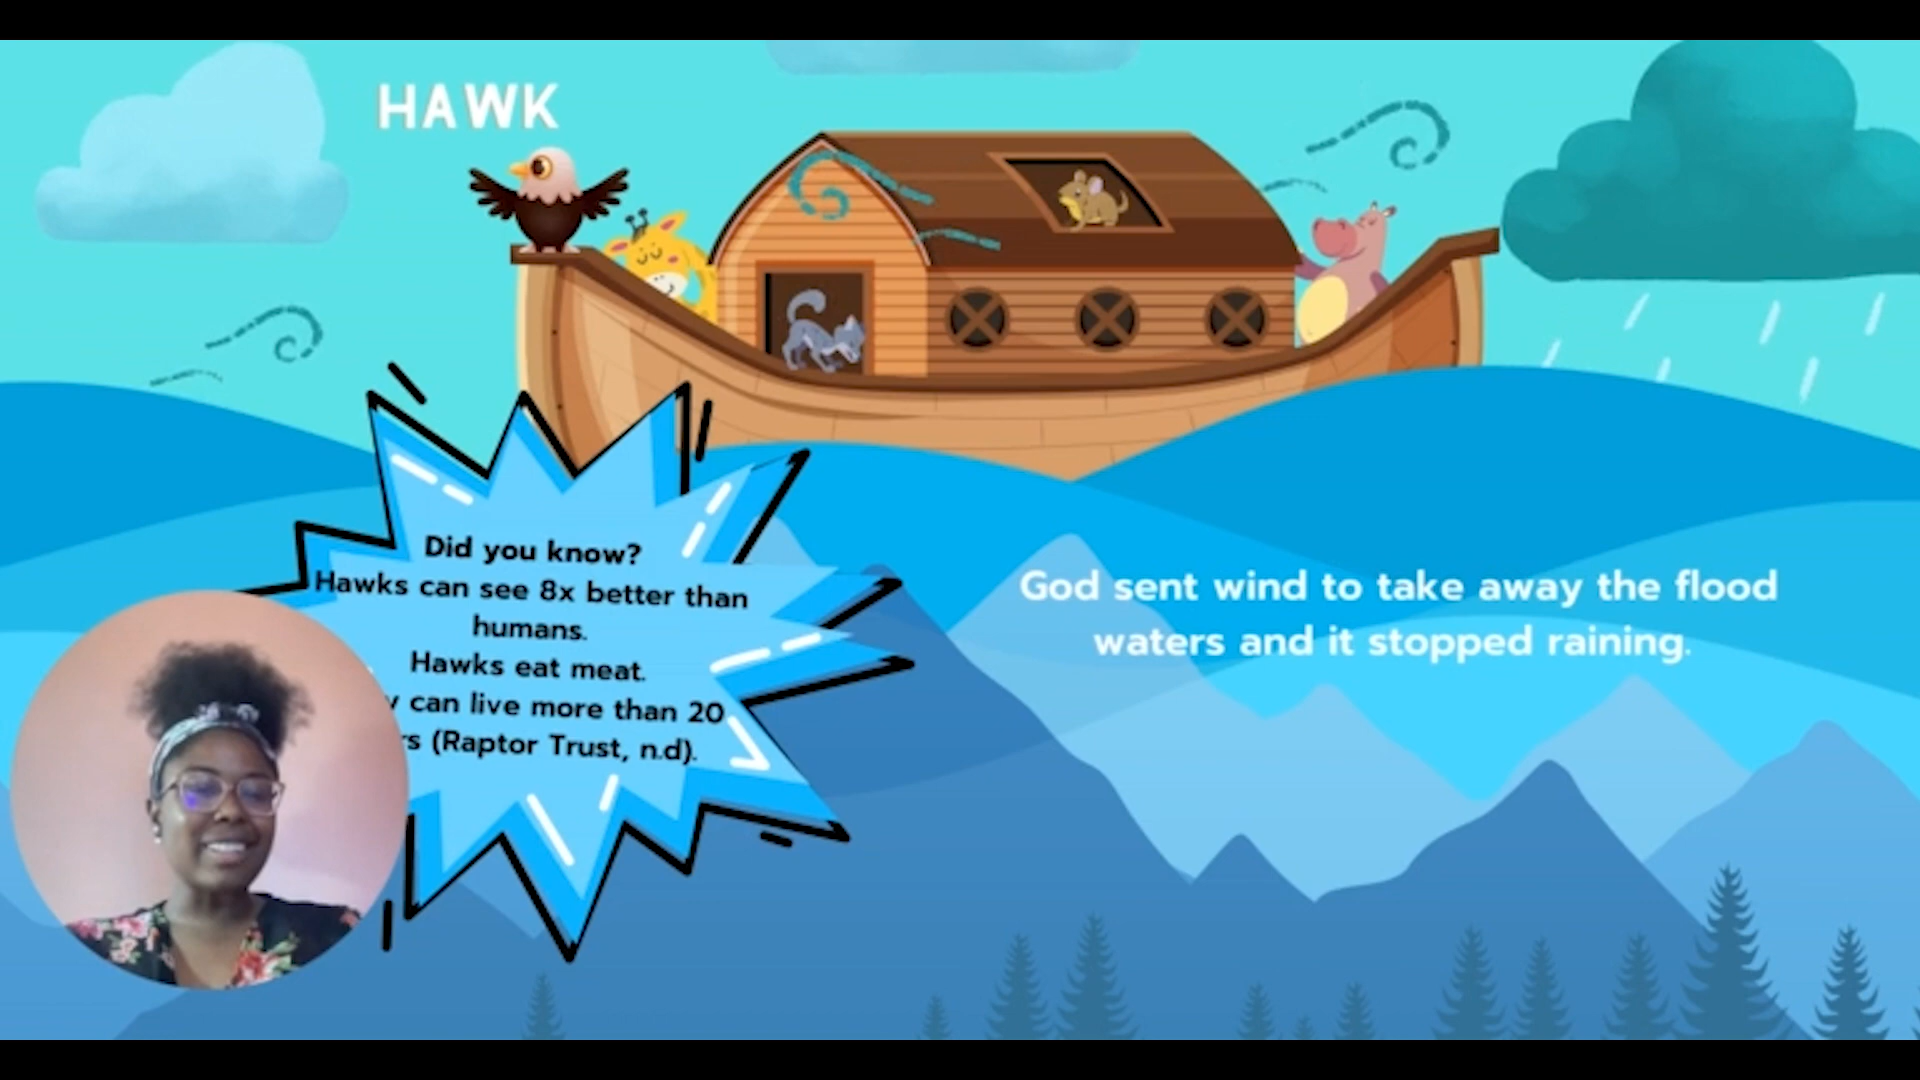 HAWK
Did you know?
Hawks can see 8x better than
humans.
Hawks eat meat.
can live more than 20
(Raptor Trust, n.d).
God sent wind to take away the flood
waters and it stopped raining.